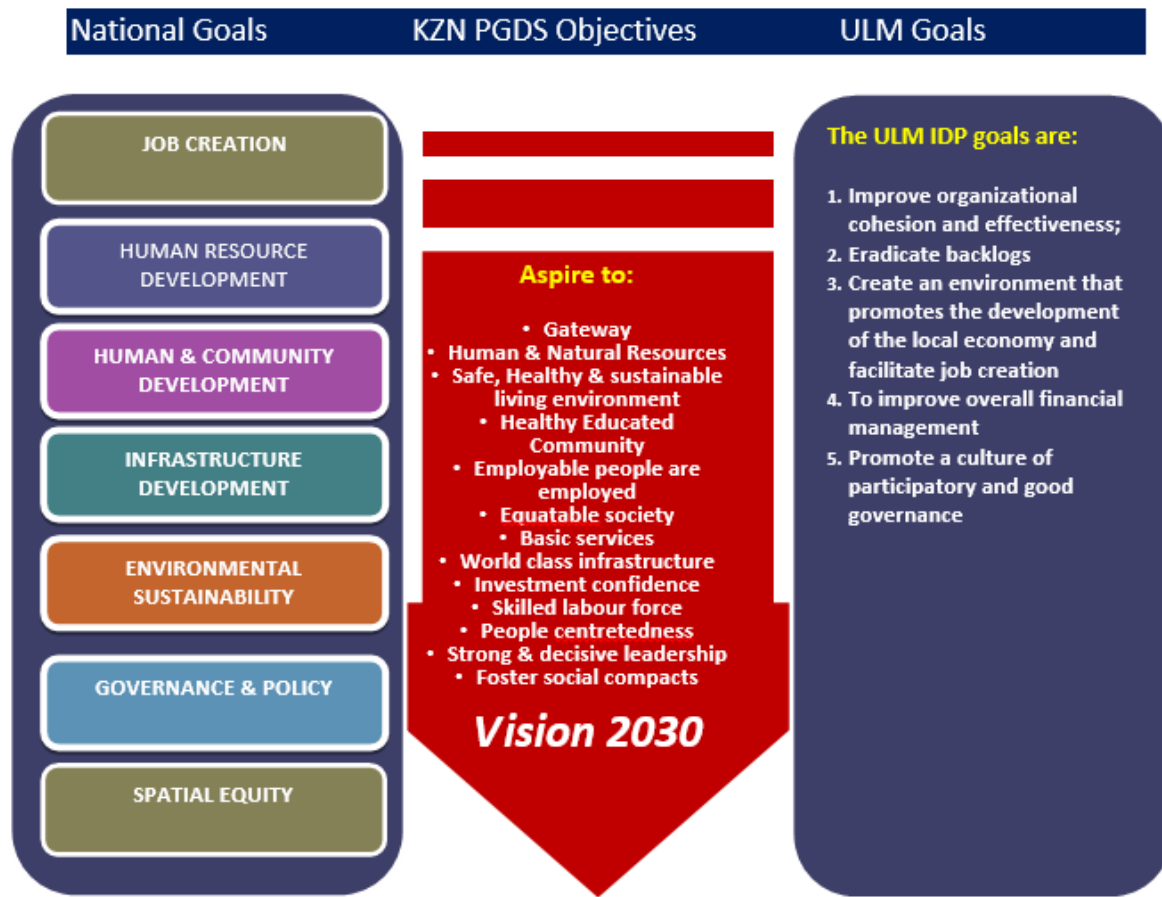 National Goals
KZN PGDS Objectives
ULM Goals
JOB CREATION
HUMAN RESOURCE
DEVELOPMENT
HUMAN & COMMUNITY
DEVELOPMENT
INFRASTRUCTURE
DEVELOPMENT
ENVIRONMENTAL
SUSTAINABILITY
GOVERNANCE & POLICY
SPATIAL EQUITY
Aspire to:
• Gateway
• Human & Natural Resources
• Safe, Healthy & sustainable
living environment
• Healthy Educated
Community
• Employable people are
employed
• Equatable society
• Basic services
• World class infrastructure
• Investment confidence
• Skilled labour force
• People centretedness
• Strong & decisive leadership
• Foster social compacts
Vision 2030
The ULM IDP goals are:
1. Improve organizational
cohesion and effectiveness;
2. Eradicate backlogs
3. Create an environment that
promotes the development
of the local economy and
facilitate job creation
4. To improve overall financial
management
5. Promote a culture of
participatory and good
governance